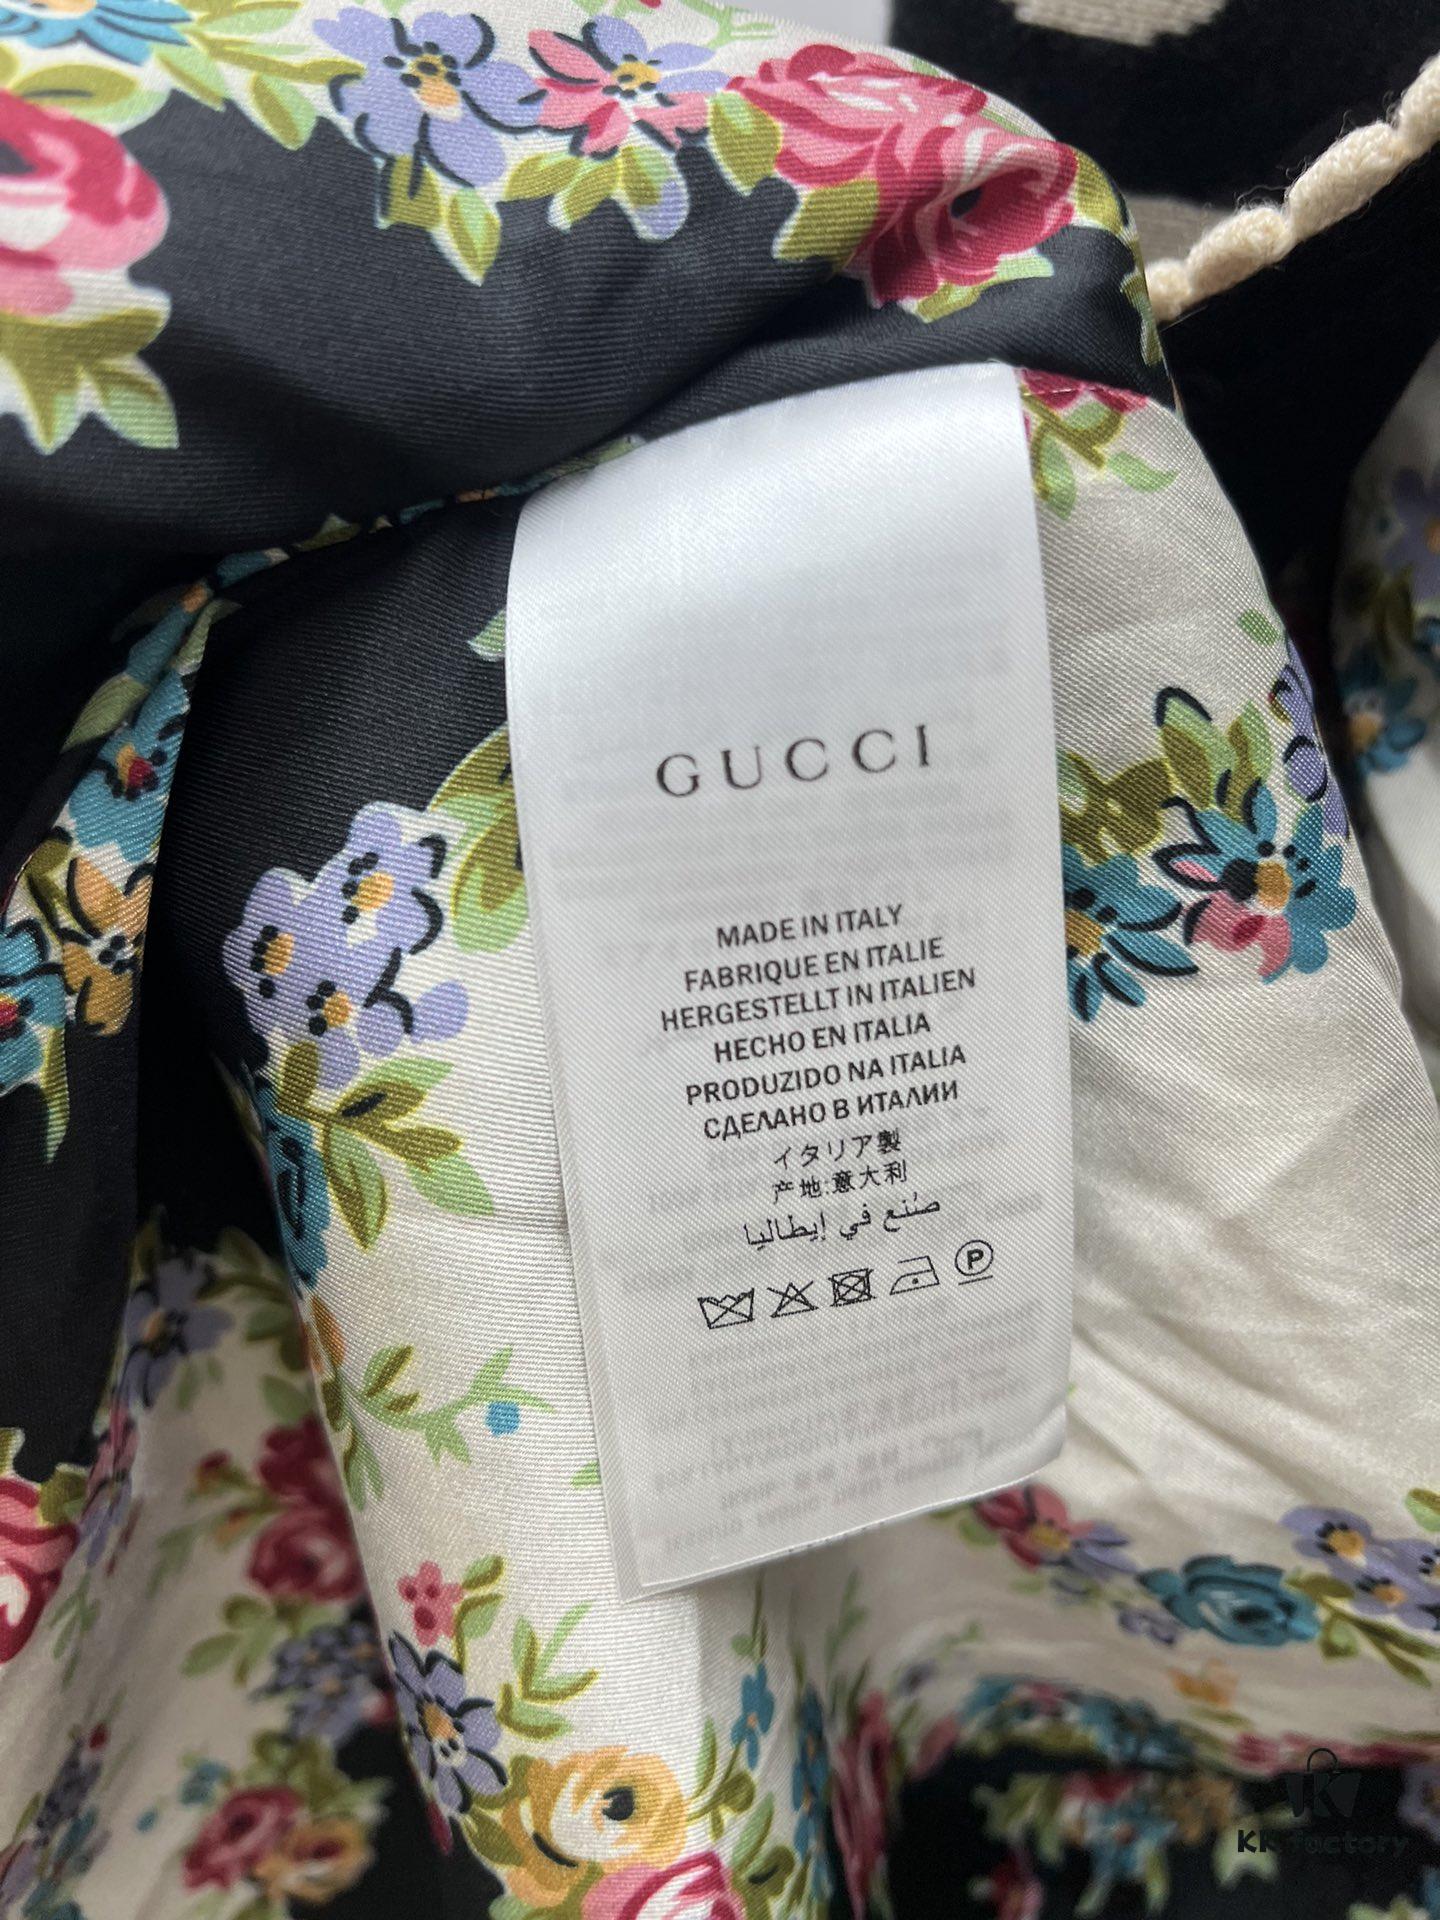 GUCCI
MADE IN ITALY
FABRIQUE EN ITALIE
HERGESTELLT IN ITALIEN
HECHO EN ITALIA
PRODUZIDO NA ITALIA
СДЕЛАНО В ИТАЛИИ
イタリア製
产地:意大利
صُنع في إيطاليا
P
KK factory